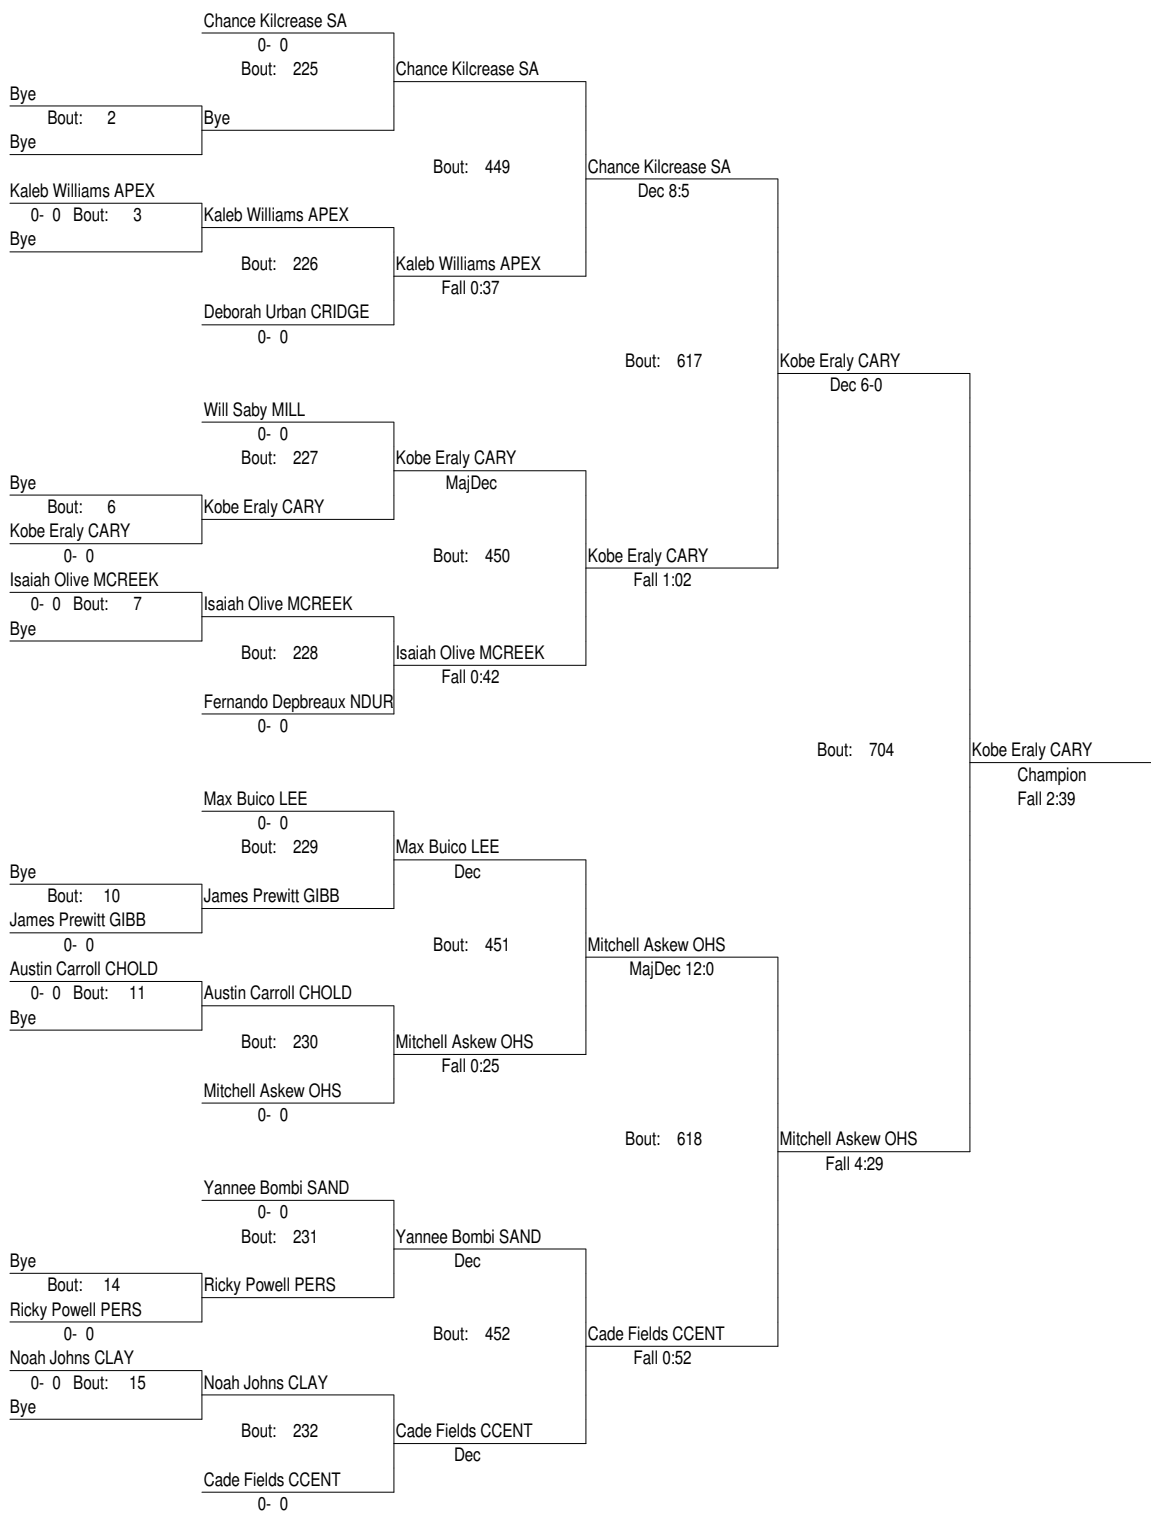 Chance Kilcrease SA
0- 0
Bout: 225
Chance Kilcrease SA
Bye
Bout: 2
Bye
Bye
Bout: 449
Chance Kilcrease SA
Dec 8:5
Kaleb Williams APEX
0- 0 Bout: 3
Kaleb Williams APEX
Bye
Bout: 226
Kaleb Williams APEX
Fall 0:37
Deborah Urban CRIDGE
0- 0
Bout: 617
Kobe Eraly CARY
Dec 6-0
Will Saby MILL
0- 0
Bout: 227
Kobe Eraly CARY
MajDec
Bye
Bout: 6
Kobe Eraly CARY
Kobe Eraly CARY
0- 0
Bout: 450
Kobe Eraly CARY
Fall 1:02
Isaiah Olive MCREEK
0- 0 Bout: 7
Isaiah Olive MCREEK
Bye
Bout: 228
Isaiah Olive MCREEK
Fall 0:42
Fernando Depbreaux NDUR
0- 0
Bout: 704
Kobe Eraly CARY
Champion
Fall 2:39
Max Buico LEE
0- 0
Bout: 229
Max Buico LEE
Dec
Bye
Bout: 10
James Prewitt GIBB
James Prewitt GIBB
0- 0
Bout: 451
Mitchell Askew OHS
MajDec 12:0
Austin Carroll CHOLD
0- 0 Bout: 11
Austin Carroll CHOLD
Bye
Bout: 230
Mitchell Askew OHS
Fall 0:25
Mitchell Askew OHS
0- 0
Bout: 618
Mitchell Askew OHS
Fall 4:29
Yannee Bombi SAND
0- 0
Bout: 231
Yannee Bombi SAND
Dec
Bye
Bout: 14
Ricky Powell PERS
Ricky Powell PERS
0- 0
Bout: 452
Cade Fields CCENT
Fall 0:52
Noah Johns CLAY
0- 0 Bout: 15
Noah Johns CLAY
Bye
Bout: 232
Cade Fields CCENT
Dec
Cade Fields CCENT
0- 0